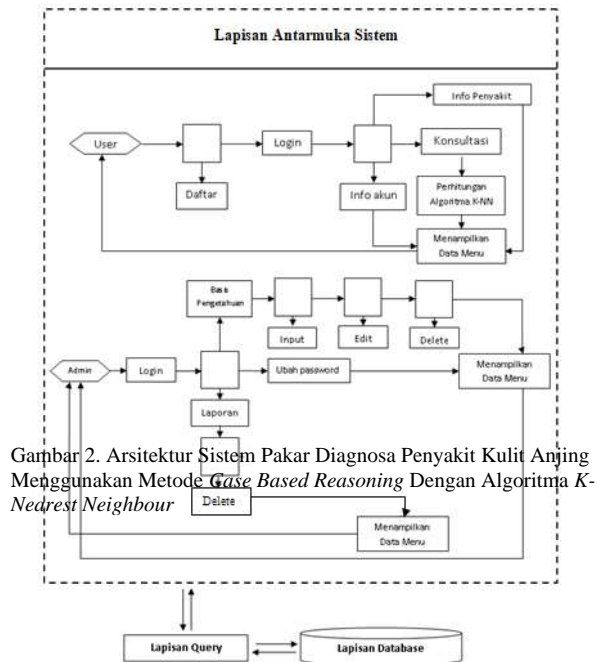 Lapisan Antarmuka Sistem
Info Penyakit
User
Login
Konsultasi
Daftar
Info akun
Perhitungan
Algoritma K-NN
Menampilkan
Data Menu
Basis
Pengetahuan
Input
Edit
Delete
Admin
Login
Ubah password
Menampilkan
Data Menu
Laporan
Gambar 2. Arsitektur Sistem Pakar Diagnosa Penyakit Kulit Anjing
Menggunakan Metode Case Based Reasoning Dengan Algoritma K-
Nearest Neighbour
Delete
Menampilkan
Data Menu
Lapisan Query
Lapisan Database